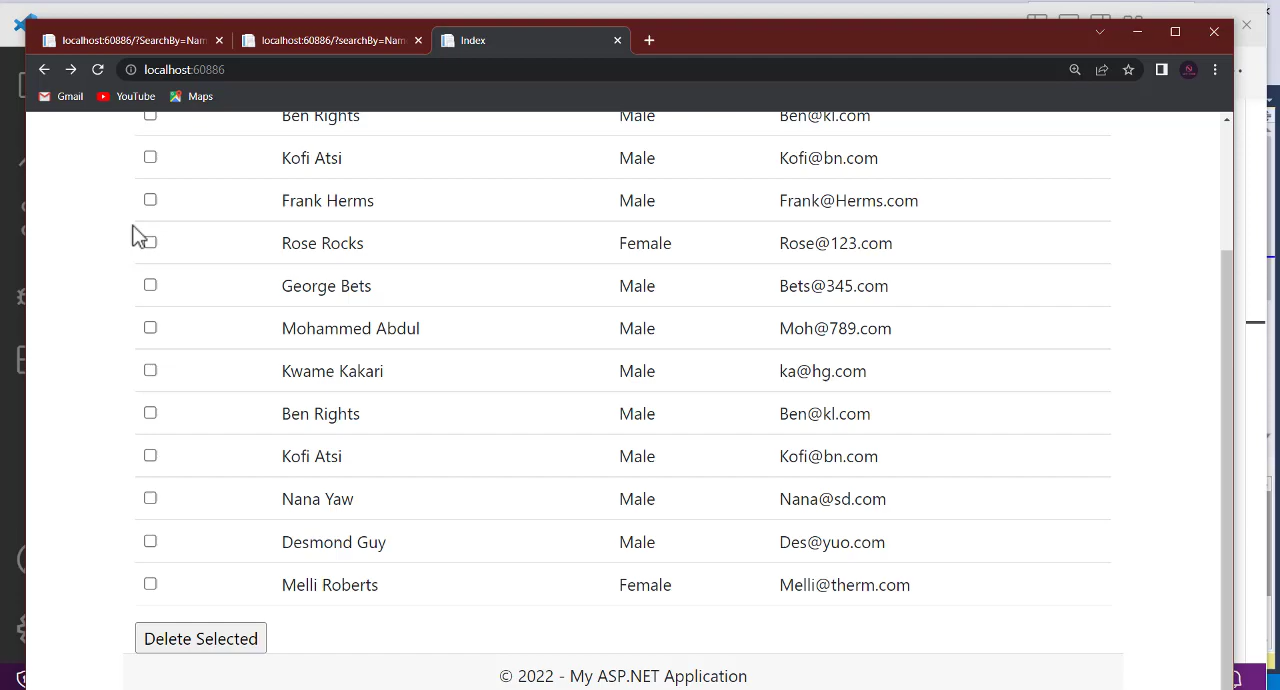 localhost:60886/?SearchBy=Nam localhost:60886/?searchBy=Name Index
localhost:60886
Gmail YouTube Maps
Ben Rights Male Ben@kl.com
Kofi Atsi Male Kofi@bn.com
Frank Herms Male Frank@Herms.com
Rose Rocks Female Rose@123.com
George Bets Male Bets@345.com
Mohammed Abdul Male Moh@789.com
Kwame Kakari Male ka@hg.com
Ben Rights Male Ben@kl.com
Kofi Atsi Male Kofi@bn.com
Nana Yaw Male Nana@sd.com
Desmond Guy Male Des@yuo.com
Melli Roberts Female Melli@therm.com
Delete Selected
© 2022 - My ASP.NET Application